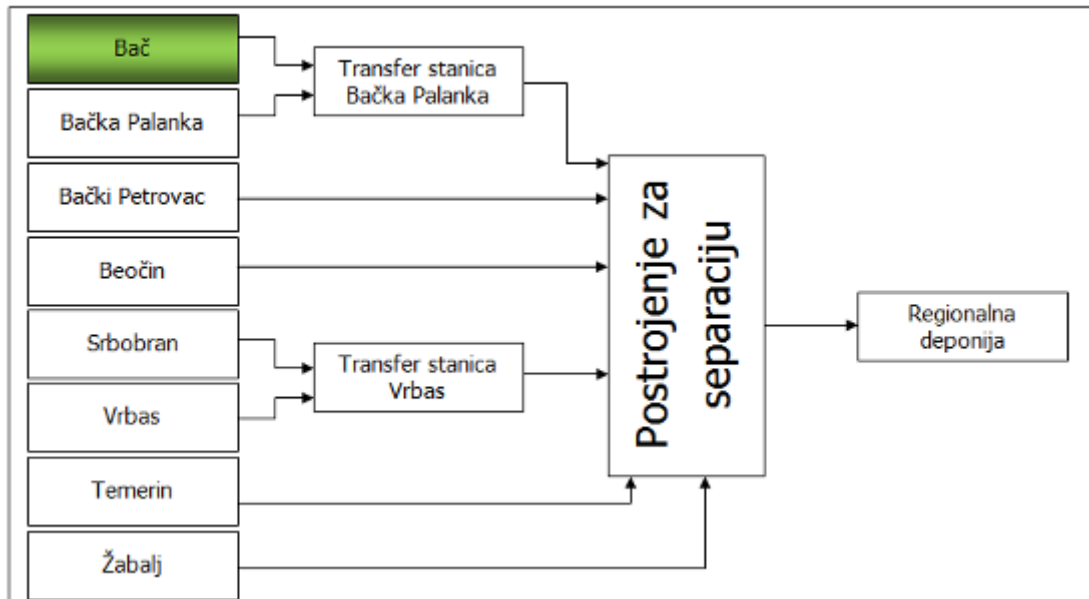 Bač
Bačka Palanka
Bački Petrovac
Beočin
Srbobran
Vrbas
Temerin
Žabalj
Transfer stanica
Bačka Palanka
Transfer stanica
Vrbas
Postrojenje za
separaciju
Regionalna
deponija